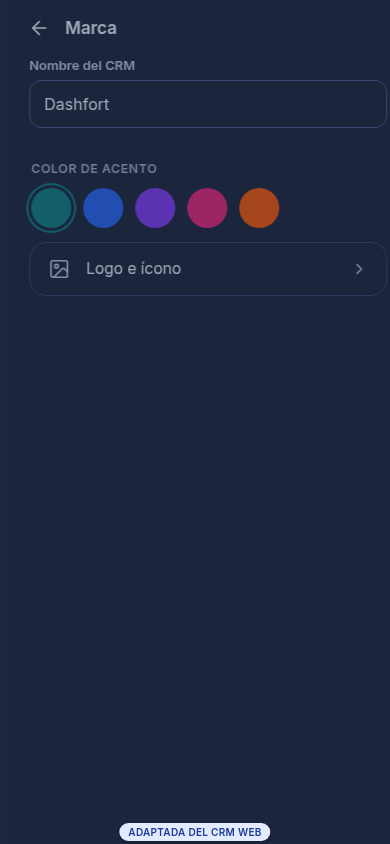 Marca
Nombre del CRM
Dashfort
COLOR DE ACENTO
Logo e ícono
ADAPTADA DEL CRM WEB